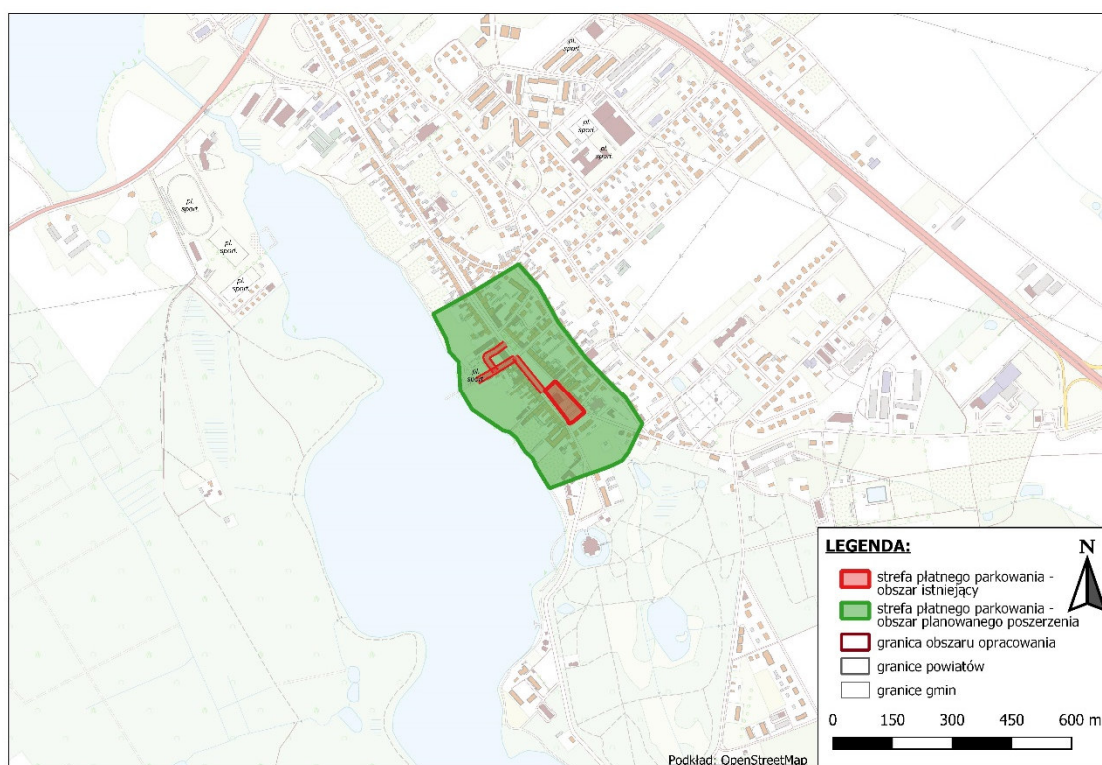 pl.
sport.
pl.
sport.
pl.
sport.
pl.
sport.
pl.
sport.
pl.
sport.
pl.
sport.
LEGENDA:
N
strefa płatnego parkowania -
obszar istniejący
strefa płatnego parkowania -
obszar planowanego poszerzenia
granica obszaru opracowania
granice powiatów
granice gmin
0 150 300 450 600 m
Podkład: OpenStreetMap